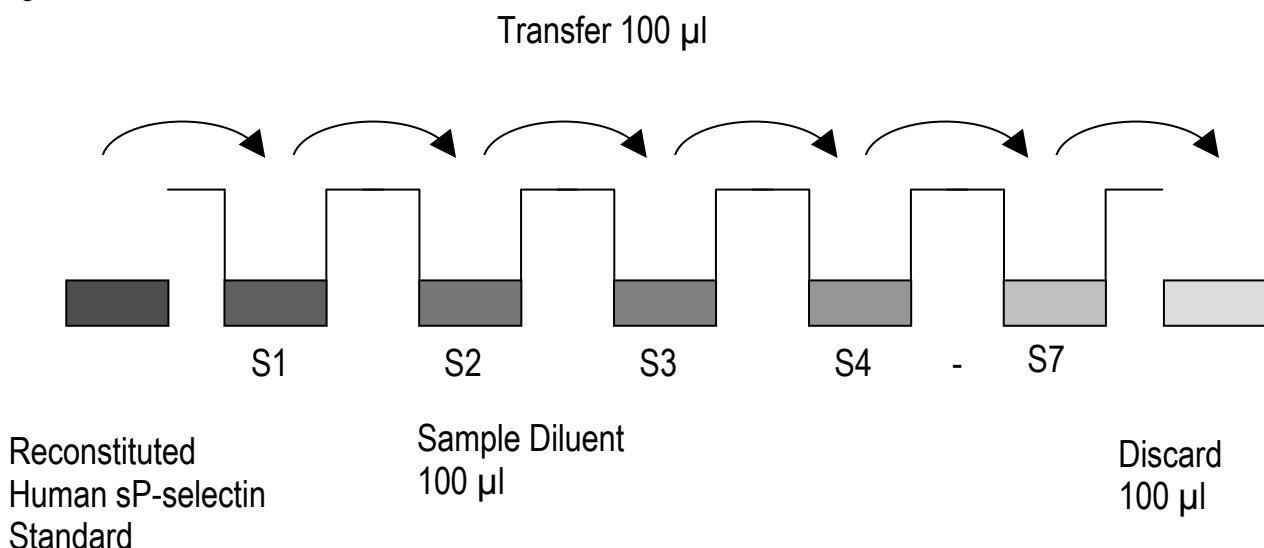 Transfer 100 µl
S1 S2 S3 S4 - S7
Reconstituted
Human sP-selectin
Standard
Sample Diluent
100 µl
Discard
100 µl